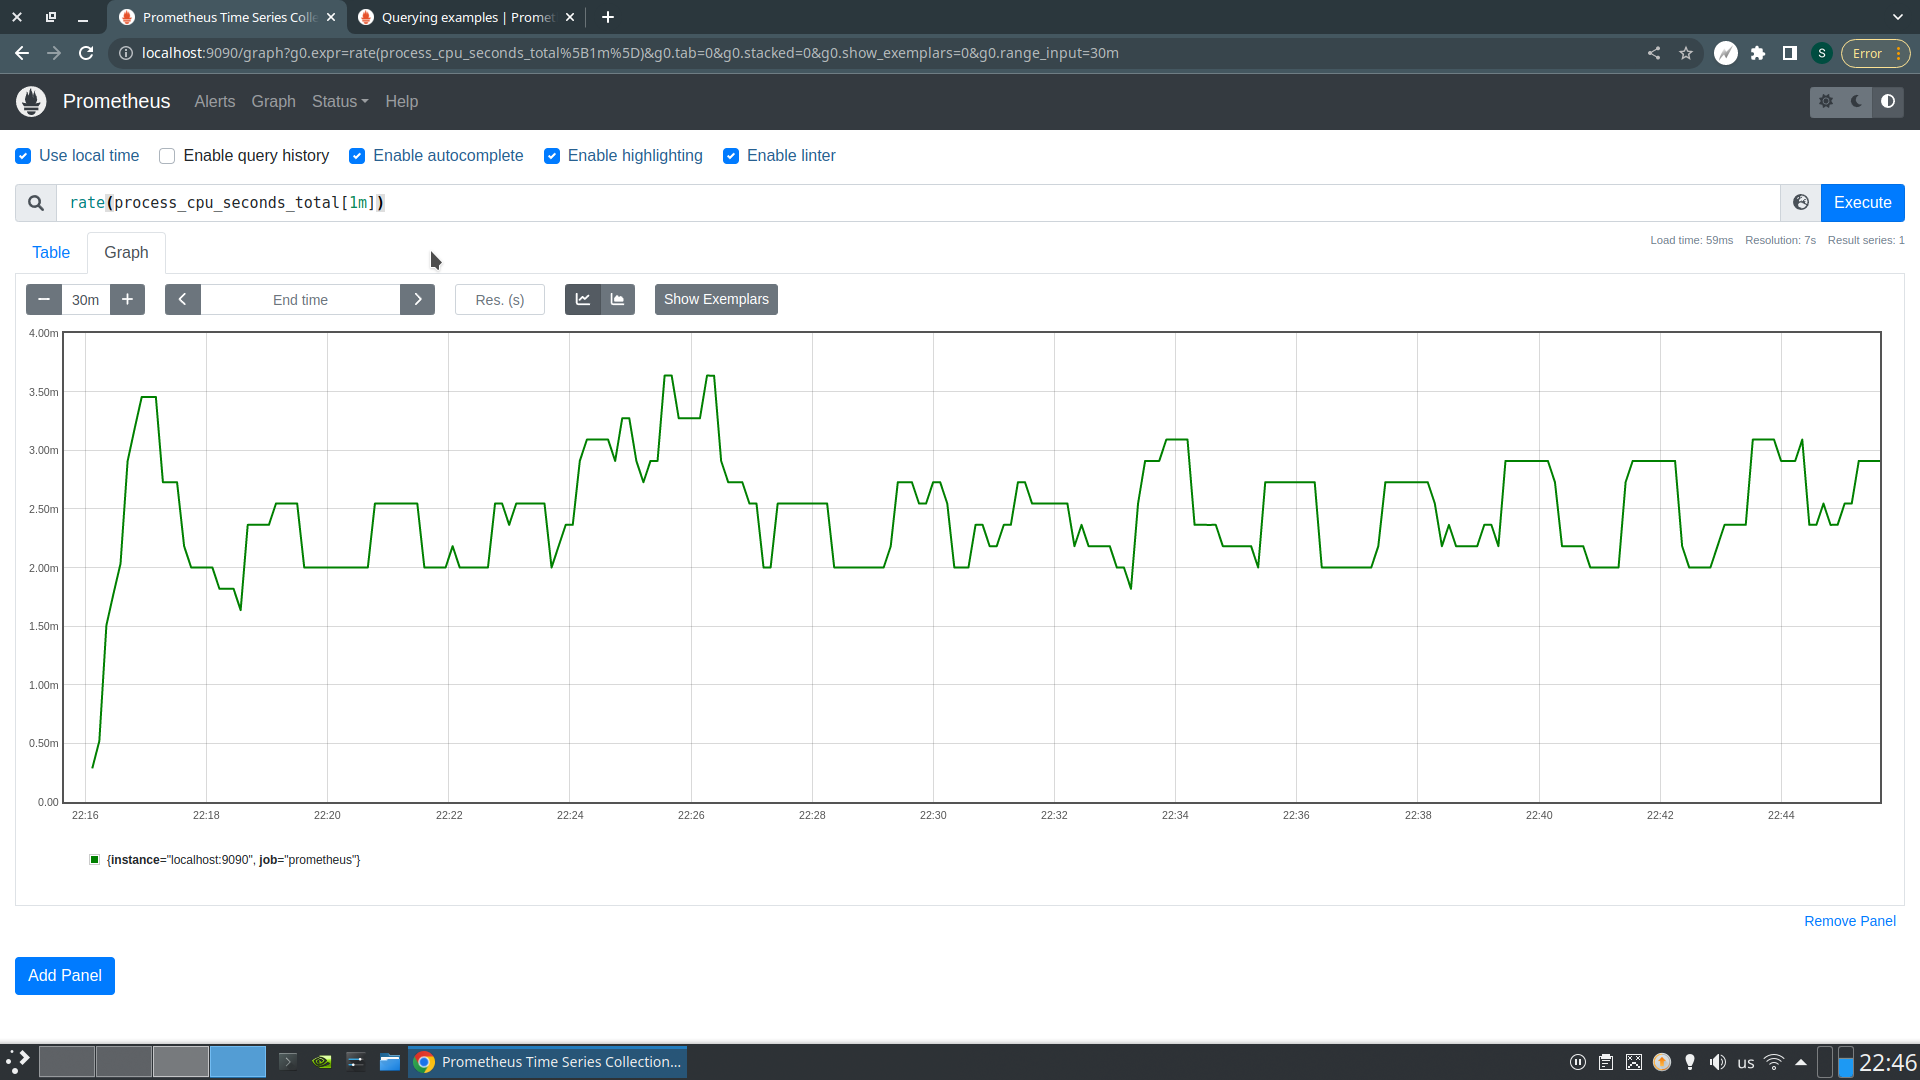 Prometheus Time Series Colle
Querying examples | Promet
localhost:9090/graph?g0.expr=rate(process_cpu_seconds_total%5B1m%5D)&g0.tab=0&g0.stacked=0&g0.show_exemplars=0&g0.range_input=30m
S
Error
Prometheus
Alerts
Graph
Status
Help
Use local time
Enable query history
Enable autocomplete
Enable highlighting
Enable linter
rate(process_cpu_seconds_total[1m])
Execute
Table
Graph
Load time: 59ms
Resolution: 7s
Result series: 1
30m
End time
Res. (s)
Show Exemplars
4.00m
3.50m
3.00m
2.50m
2.00m
1.50m
1.00m
0.50m
0.00
22:16
22:18
22:20
22:22
22:24
22:26
22:28
22:30
22:32
22:34
22:36
22:38
22:40
22:42
22:44
{instance="localhost:9090", job="prometheus"}
Remove Panel
Add Panel
Prometheus Time Series Collection...
us
22:46